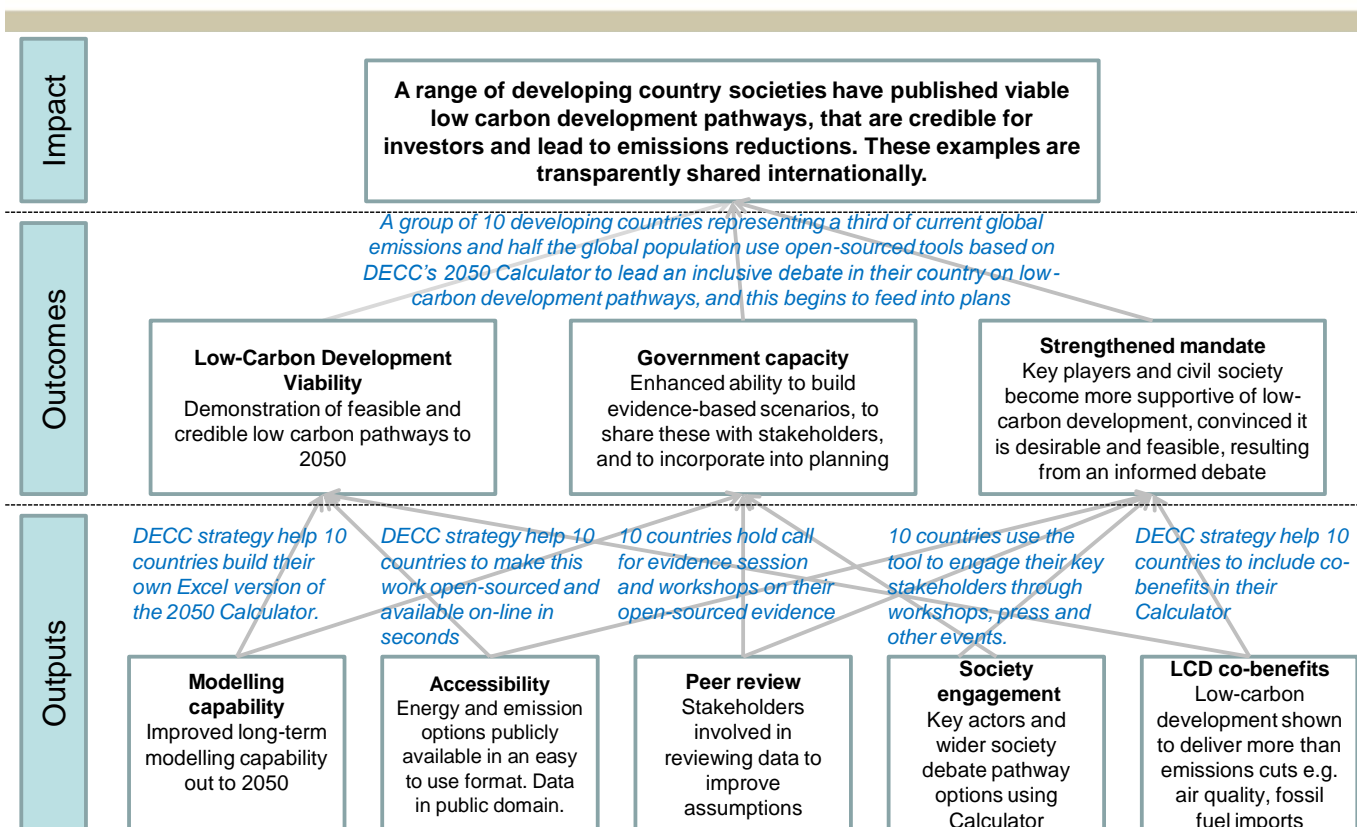 Impact
A range of developing country societies have published viable
low carbon development pathways, that are credible for
investors and lead to emissions reductions. These examples are
transparently shared internationally.
A group of 10 developing countries representing a third of current global
emissions and half the global population use open-sourced tools based on
DECC's 2050 Calculator to lead an inclusive debate in their country on low-
carbon development pathways, and this begins to feed into plans
Outcomes
Low-Carbon Development
Viability
Demonstration of feasible and
credible low carbon pathways to
2050
Government capacity
Enhanced ability to build
evidence-based scenarios, to
share these with stakeholders,
and to incorporate into planning
Strengthened mandate
Key players and civil society
become more supportive of low-
carbon development, convinced it
is desirable and feasible, resulting
from an informed debate
Outputs
DECC strategy help 10
countries build their
own Excel version of
the 2050 Calculator.
DECC strategy help 10
countries to make this
work open-sourced and
available on-line in
seconds
10 countries hold call
for evidence session
and workshops on their
open-sourced evidence
10 countries use the
tool to engage their key
stakeholders through
workshops, press and
other events.
DECC strategy help 10
countries to include co-
benefits in their
Calculator
Modelling
capability
Improved long-term
modelling capability
out to 2050
Accessibility
Energy and emission
options publicly
available in an easy
to use format. Data
in public domain.
Peer review
Stakeholders
involved in
reviewing data to
improve
assumptions
Society
engagement
Key actors and
wider society
debate pathway
options using
Calculator
LCD co-benefits
Low-carbon
development shown
to deliver more than
emissions cuts e.g.
air quality, fossil
fuel imports